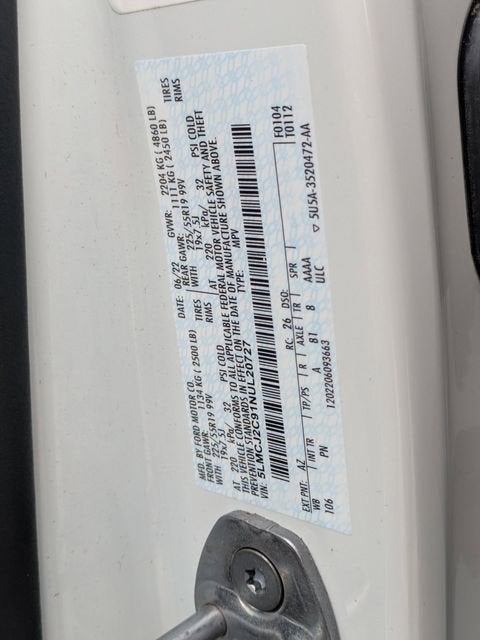 MFD. BY FORD MOTOR CO.
DATE: 06/22
GVWR: 2204 KG ( 4860 LB)
FRONT GAWR: 1134 KG ( 2500 LB)
REAR GAWR: 1111 KG ( 2450 LB)
WITH 225/55R19 99V TIRES
WITH 225/55R19 99V TIRES
19x7.5J RIMS
19x7.5J RIMS
AT 220 kPa/ 32 PSI COLD
AT 220 kPa/ 32 PSI COLD
THIS VEHICLE CONFORMS TO ALL APPLICABLE FEDERAL MOTOR VEHICLE SAFETY AND THEFT
PREVENTION STANDARDS IN EFFECT ON THE DATE OF MANUFACTURE SHOWN ABOVE.
VIN: 5LMCJ2C91NUL20727
TYPE: MPV
F0104
T0112
EXT PNT: AZ RC: 26 DSO:
WB INT TR TP/PS R AXLE TR SPR
106 PN A 81 8 AAAA
1202206093663 ULC
▽ 5U5A-3520472-AA